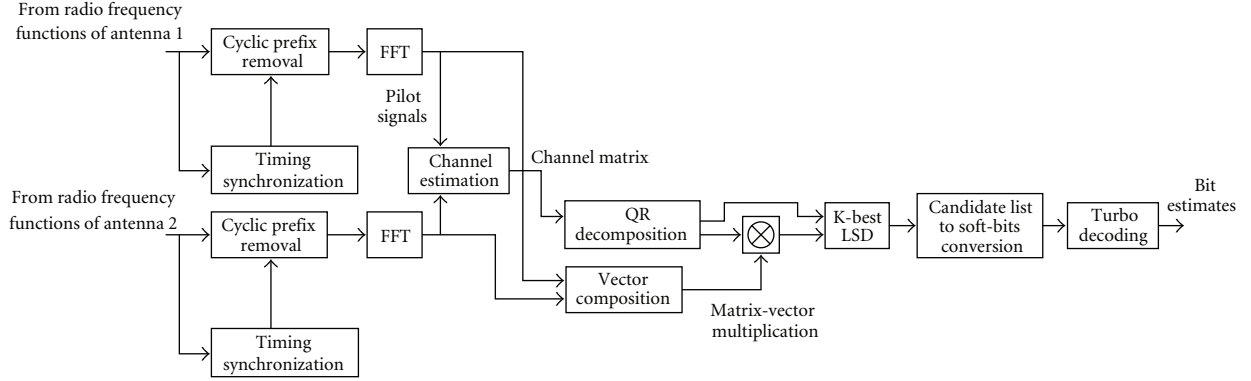 From radio frequency
functions of antenna 1
Cyclic prefix
removal
FFT
Pilot
signals
Timing
synchronization
Channel
estimation
Channel matrix
From radio frequency
functions of antenna 2
Cyclic prefix
removal
FFT
Timing
synchronization
QR
decomposition
Vector
composition
Matrix-vector
multiplication
K-best
LSD
Candidate list
to soft-bits
conversion
Turbo
decoding
Bit
estimates